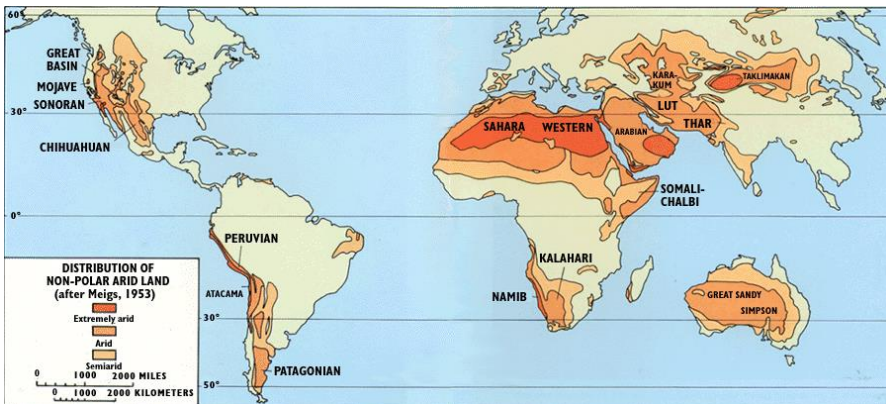 60°
GREAT
BASIN
MOJAVE
SONORAN
30°
CHIHUAHUAN
KARA-
KUM
TAKLIMAKAN
LUT
THAR
SAHARA
WESTERN
ARABIAN
SOMALI-
CHALBI
0°
PERUVIAN
KALAHARI
ATACAMA
NAMIB
GREAT SANDY
SIMPSON
30°
PATAGONIAN
50°
DISTRIBUTION OF
NON-POLAR ARID LAND
(after Meigs, 1953)
Extremely arid
Arid
Semiarid
0 1000 2000 MILES
0 1000 2000 KILOMETERS